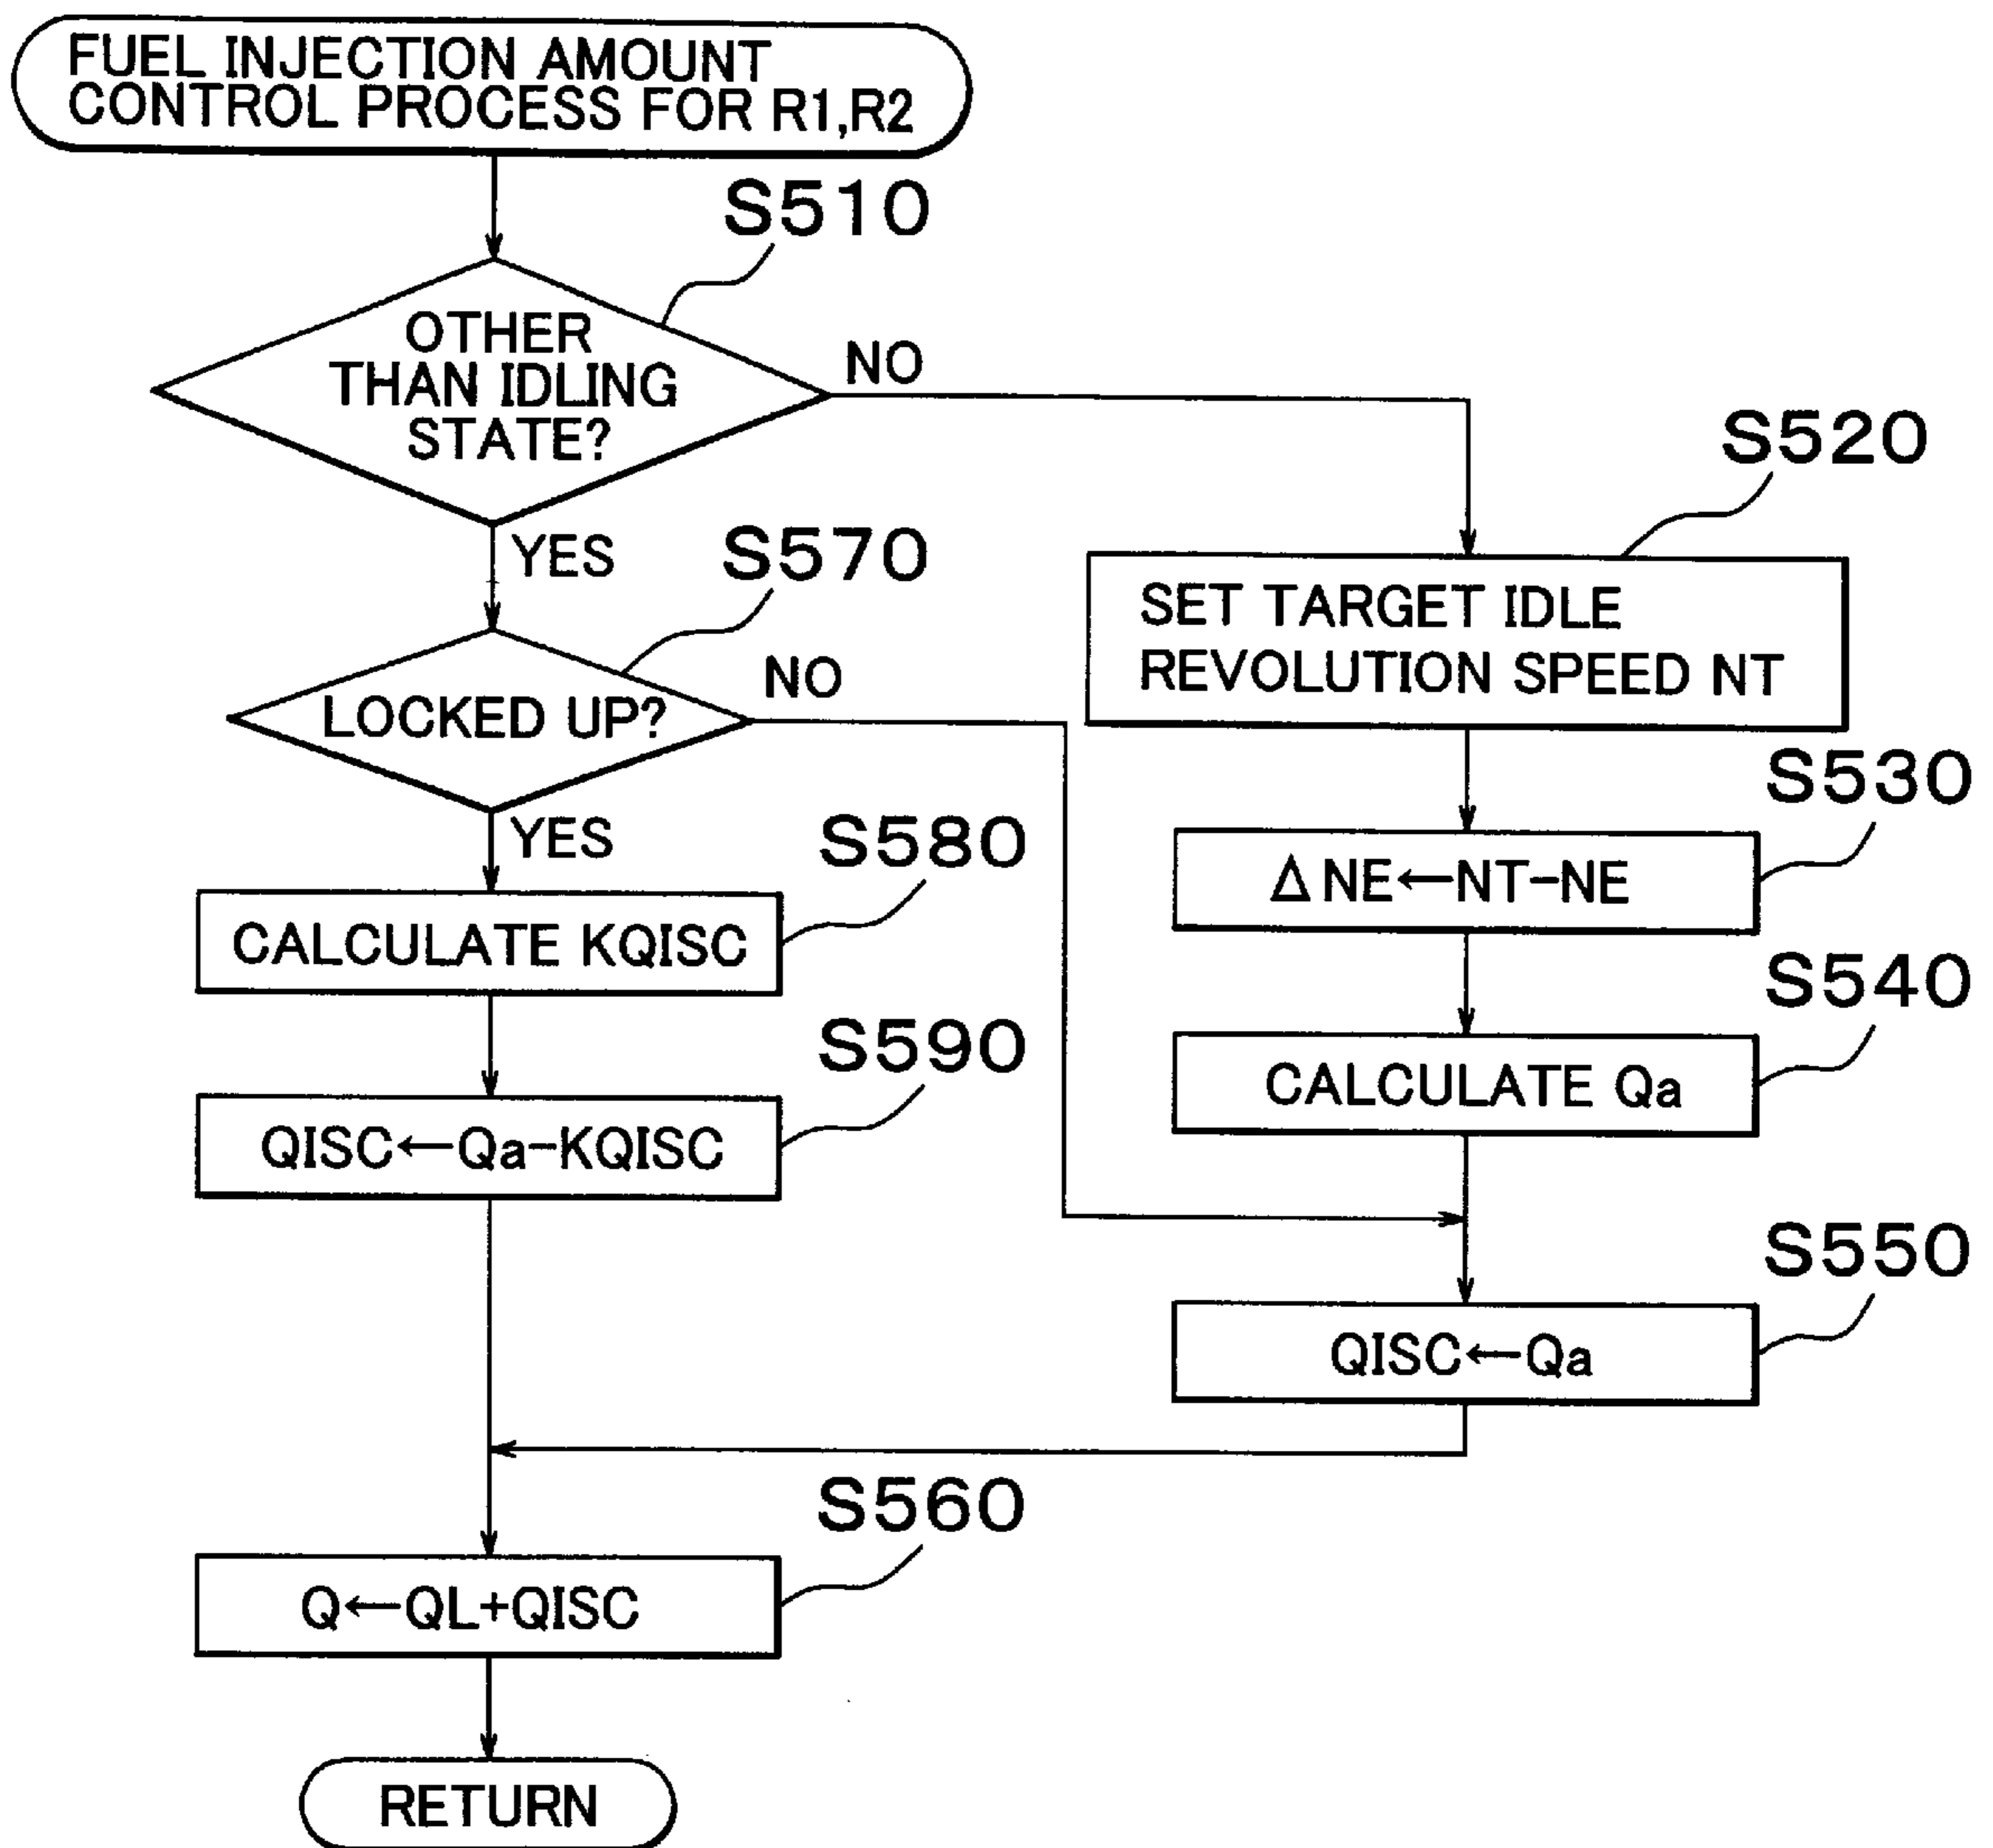 FUEL INJECTION AMOUNT
CONTROL PROCESS FOR R1,R2
S510
OTHER
THAN IDLING
STATE?
NO
YES
S520
SET TARGET IDLE
REVOLUTION SPEED NT
S570
LOCKED UP?
NO
YES
S530
ΔNE←NT-NE
S580
CALCULATE KQISC
S540
CALCULATE Qa
S590
QISC←Qa-KQISC
S550
QISC←Qa
S560
Q←QL+QISC
RETURN